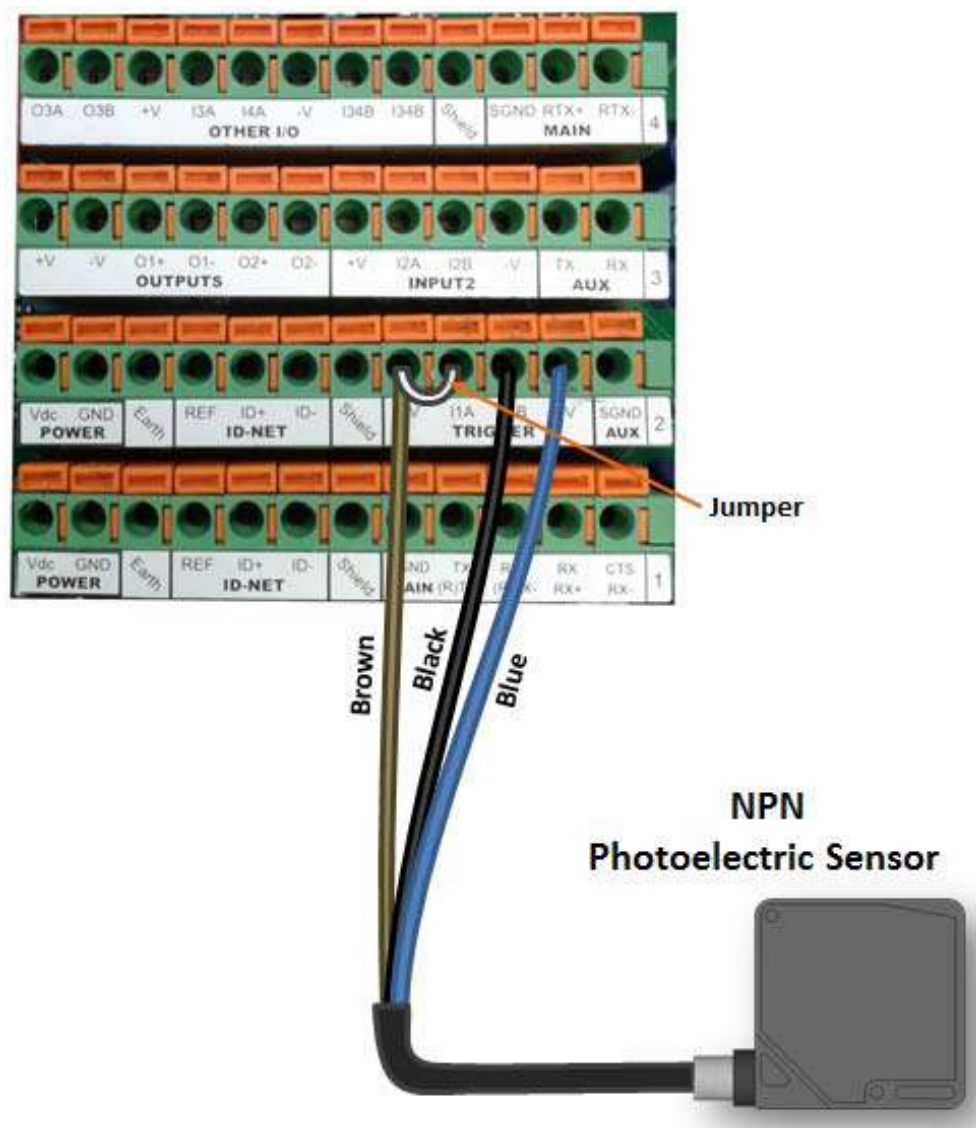 O3A O3B +V I3A I4A -V I34B I34B Shield SGND RTX+ RTX-
OTHER I/O MAIN 4
+V -V O1+ O1- O2+ O2- +V I2A I2B -V TX RX
OUTPUTS INPUT2 AUX 3
Vdc GND Earth REF ID+ ID- Shield V I1A B V SGND
POWER ID-NET TRIGGER AUX 2
Jumper
Vdc GND Earth REF ID+ ID- Shield TX RX CTS
POWER ID-NET RX+ RX- 1
Brown
Black
Blue
NPN
Photoelectric Sensor